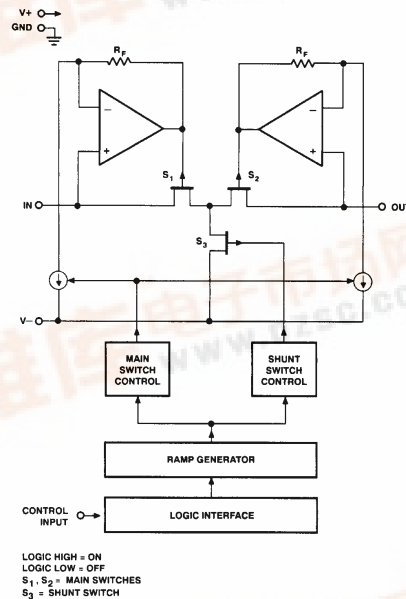 V+
GND
R_F
R_F
−
−
+
+
S1
S2
IN
OUT
S3
V−
MAIN
SWITCH
CONTROL
SHUNT
SWITCH
CONTROL
RAMP GENERATOR
CONTROL
INPUT
LOGIC INTERFACE
LOGIC HIGH = ON
LOGIC LOW = OFF
S1, S2 = MAIN SWITCHES
S3 = SHUNT SWITCH